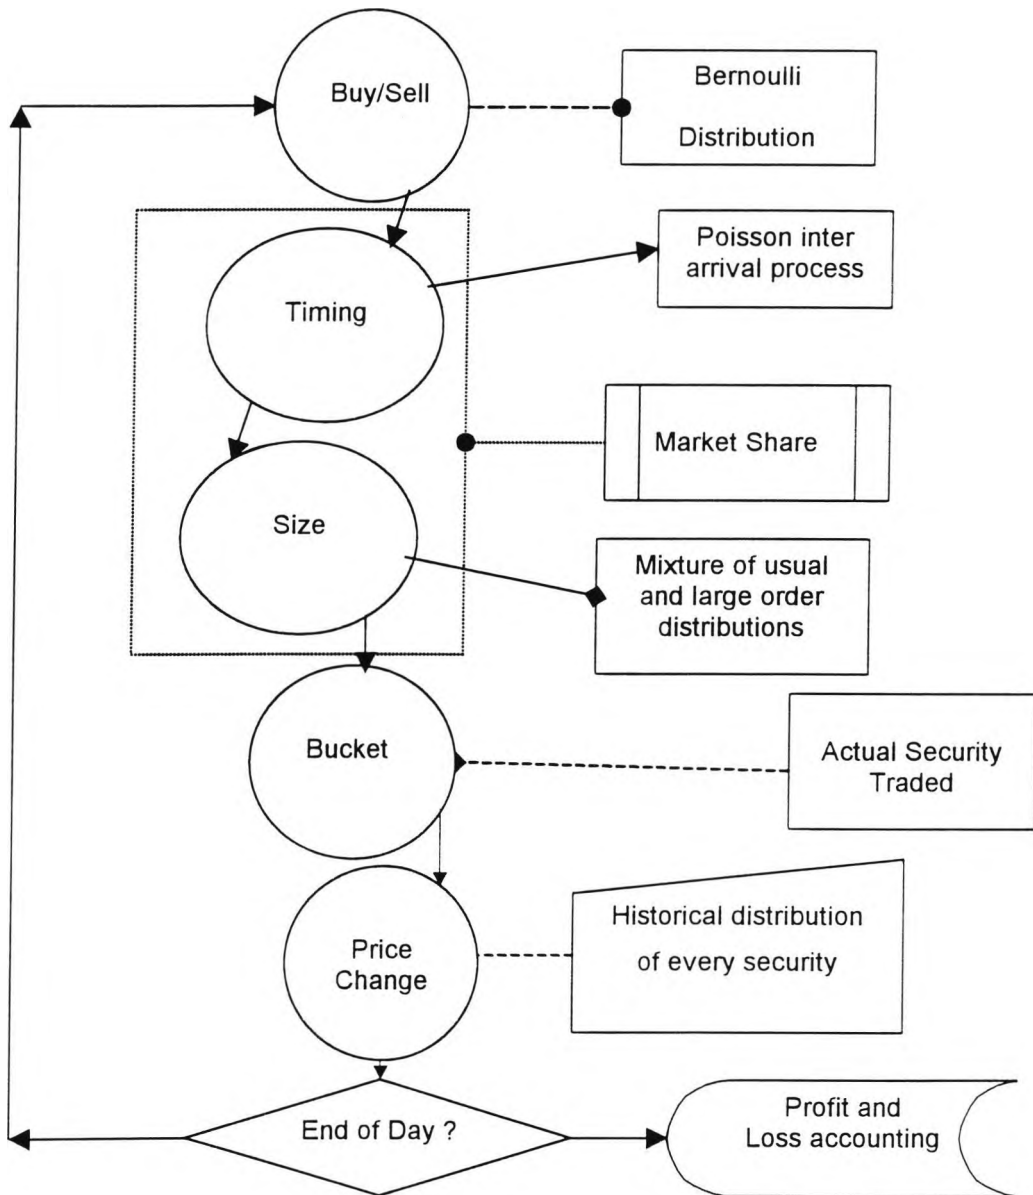 Buy/Sell
Bernoulli
Distribution
Poisson inter
arrival process
Timing
Market Share
Size
Mixture of usual
and large order
distributions
Bucket
Actual Security
Traded
Historical distribution
of every security
Price
Change
End of Day ?
Profit and
Loss accounting